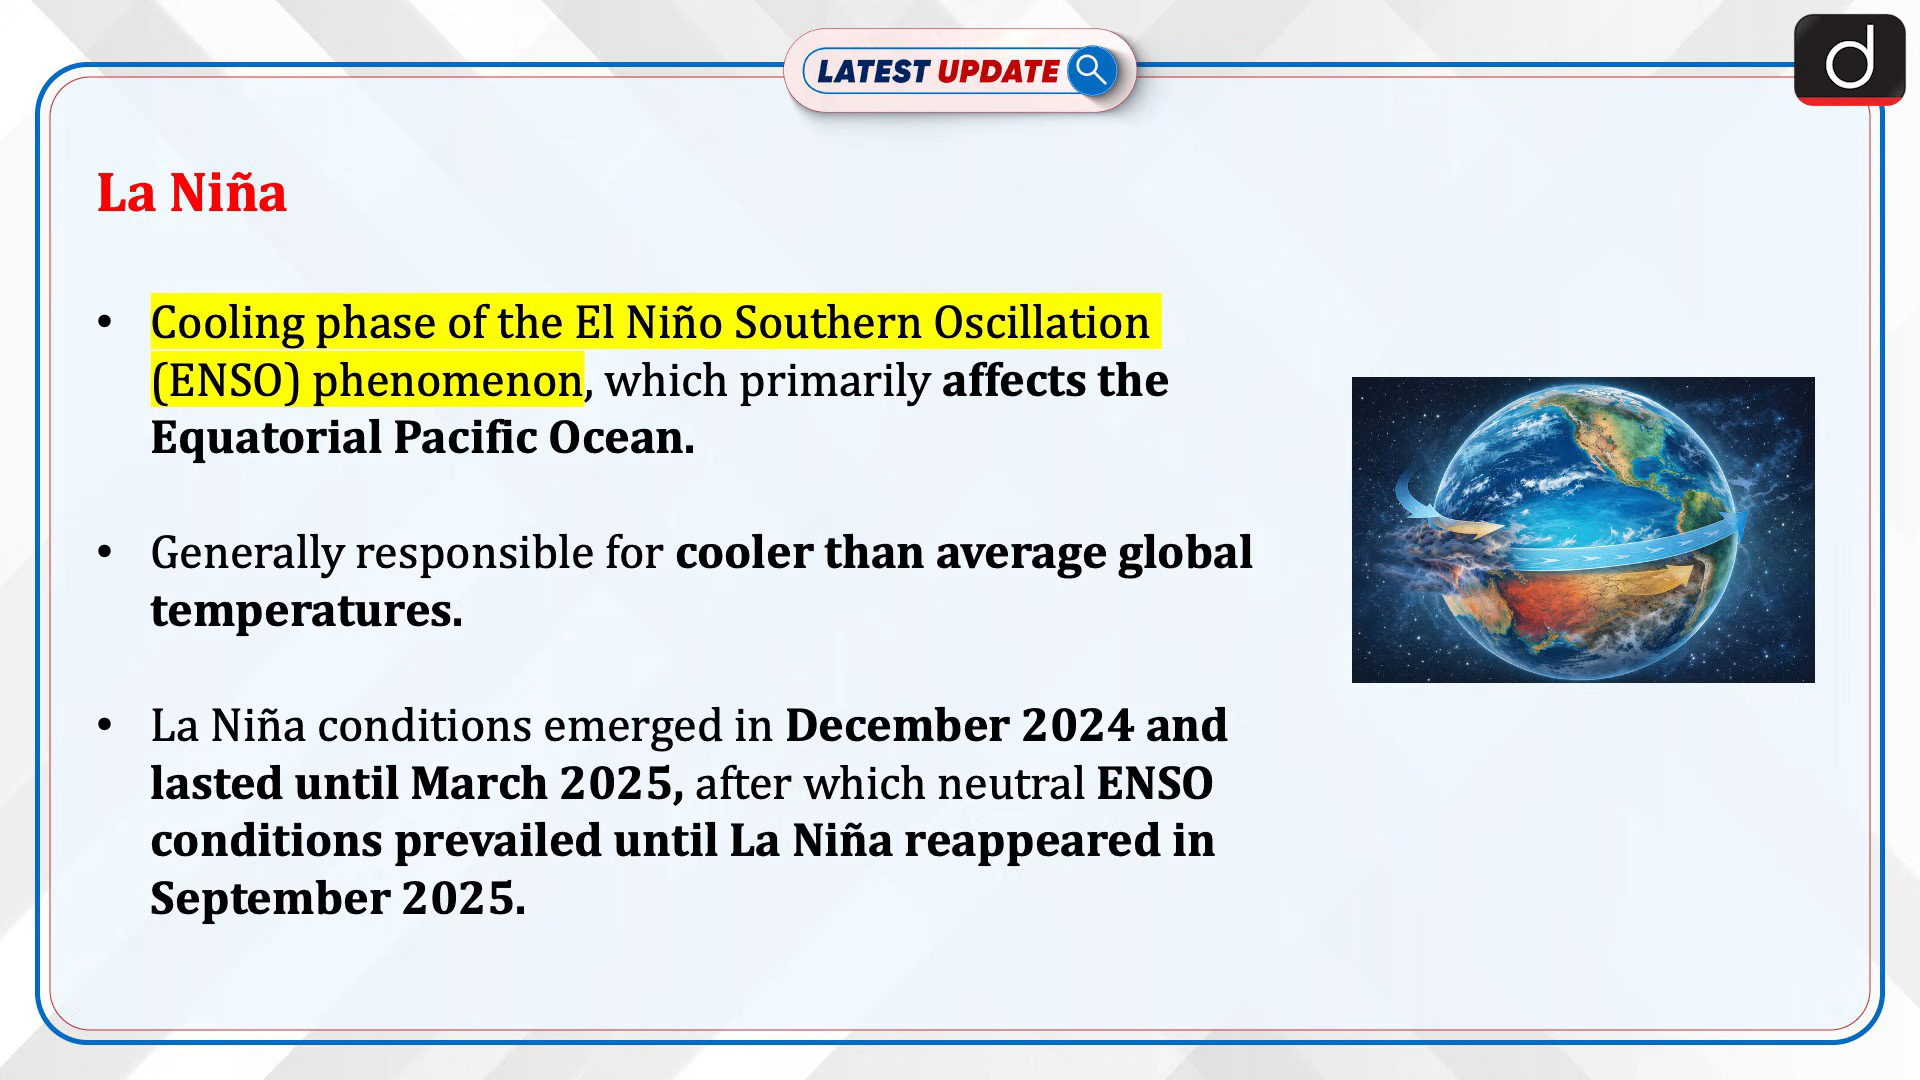 LATEST UPDATE
d
La Niña
• Cooling phase of the El Niño Southern Oscillation
(ENSO) phenomenon, which primarily affects the
Equatorial Pacific Ocean.
• Generally responsible for cooler than average global
temperatures.
• La Niña conditions emerged in December 2024 and
lasted until March 2025, after which neutral ENSO
conditions prevailed until La Niña reappeared in
September 2025.